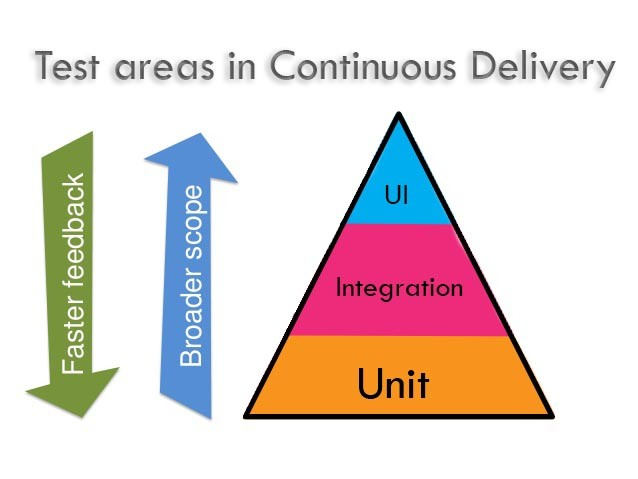 Test areas in Continuous Delivery
Faster feedback
Broader scope
UI
Integration
Unit